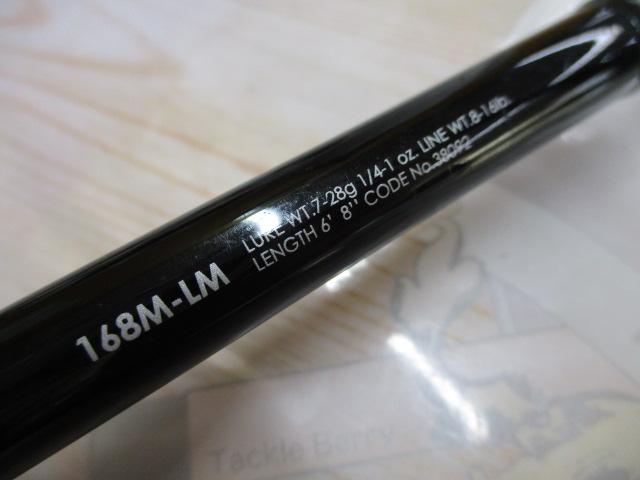 168M-LM
LURE WT.7-28g 1/4-1 oz. LINE WT.8-16lb.
LENGTH 6' 8'' CODE No.38092
Tackle Berry